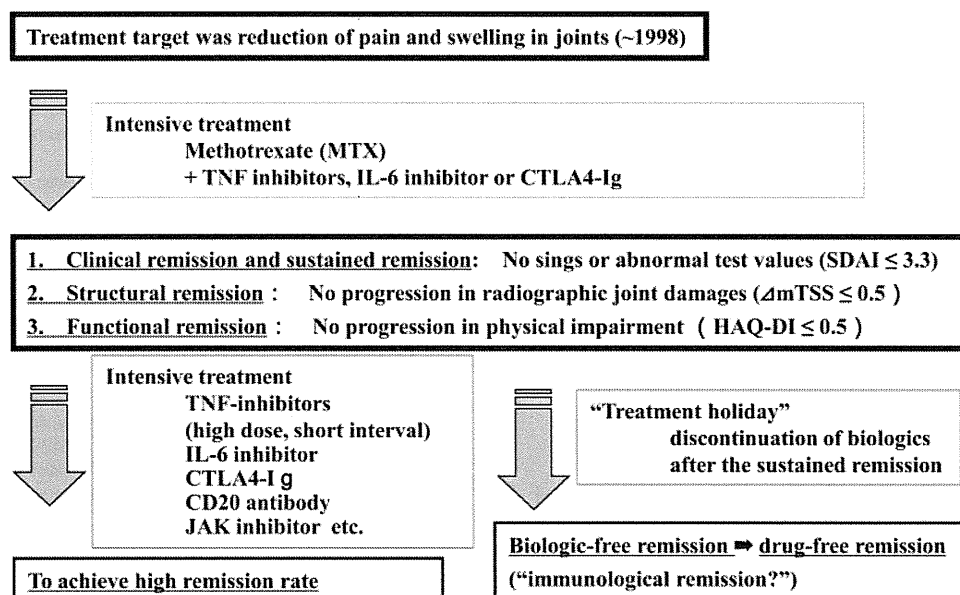 Treatment target was reduction of pain and swelling in joints (~1998)
Intensive treatment
Methotrexate (MTX)
+ TNF inhibitors, IL-6 inhibitor or CTLA4-Ig
1. Clinical remission and sustained remission: No sings or abnormal test values (SDAI ≤ 3.3)
2. Structural remission : No progression in radiographic joint damages (ΔmTSS ≤ 0.5 )
3. Functional remission : No progression in physical impairment ( HAQ-DI ≤ 0.5 )
Intensive treatment
TNF-inhibitors
(high dose, short interval)
IL-6 inhibitor
CTLA4-I g
CD20 antibody
JAK inhibitor etc.
To achieve high remission rate
“Treatment holiday”
discontinuation of biologics
after the sustained remission
Biologic-free remission ➡ drug-free remission
(“immunological remission?”)